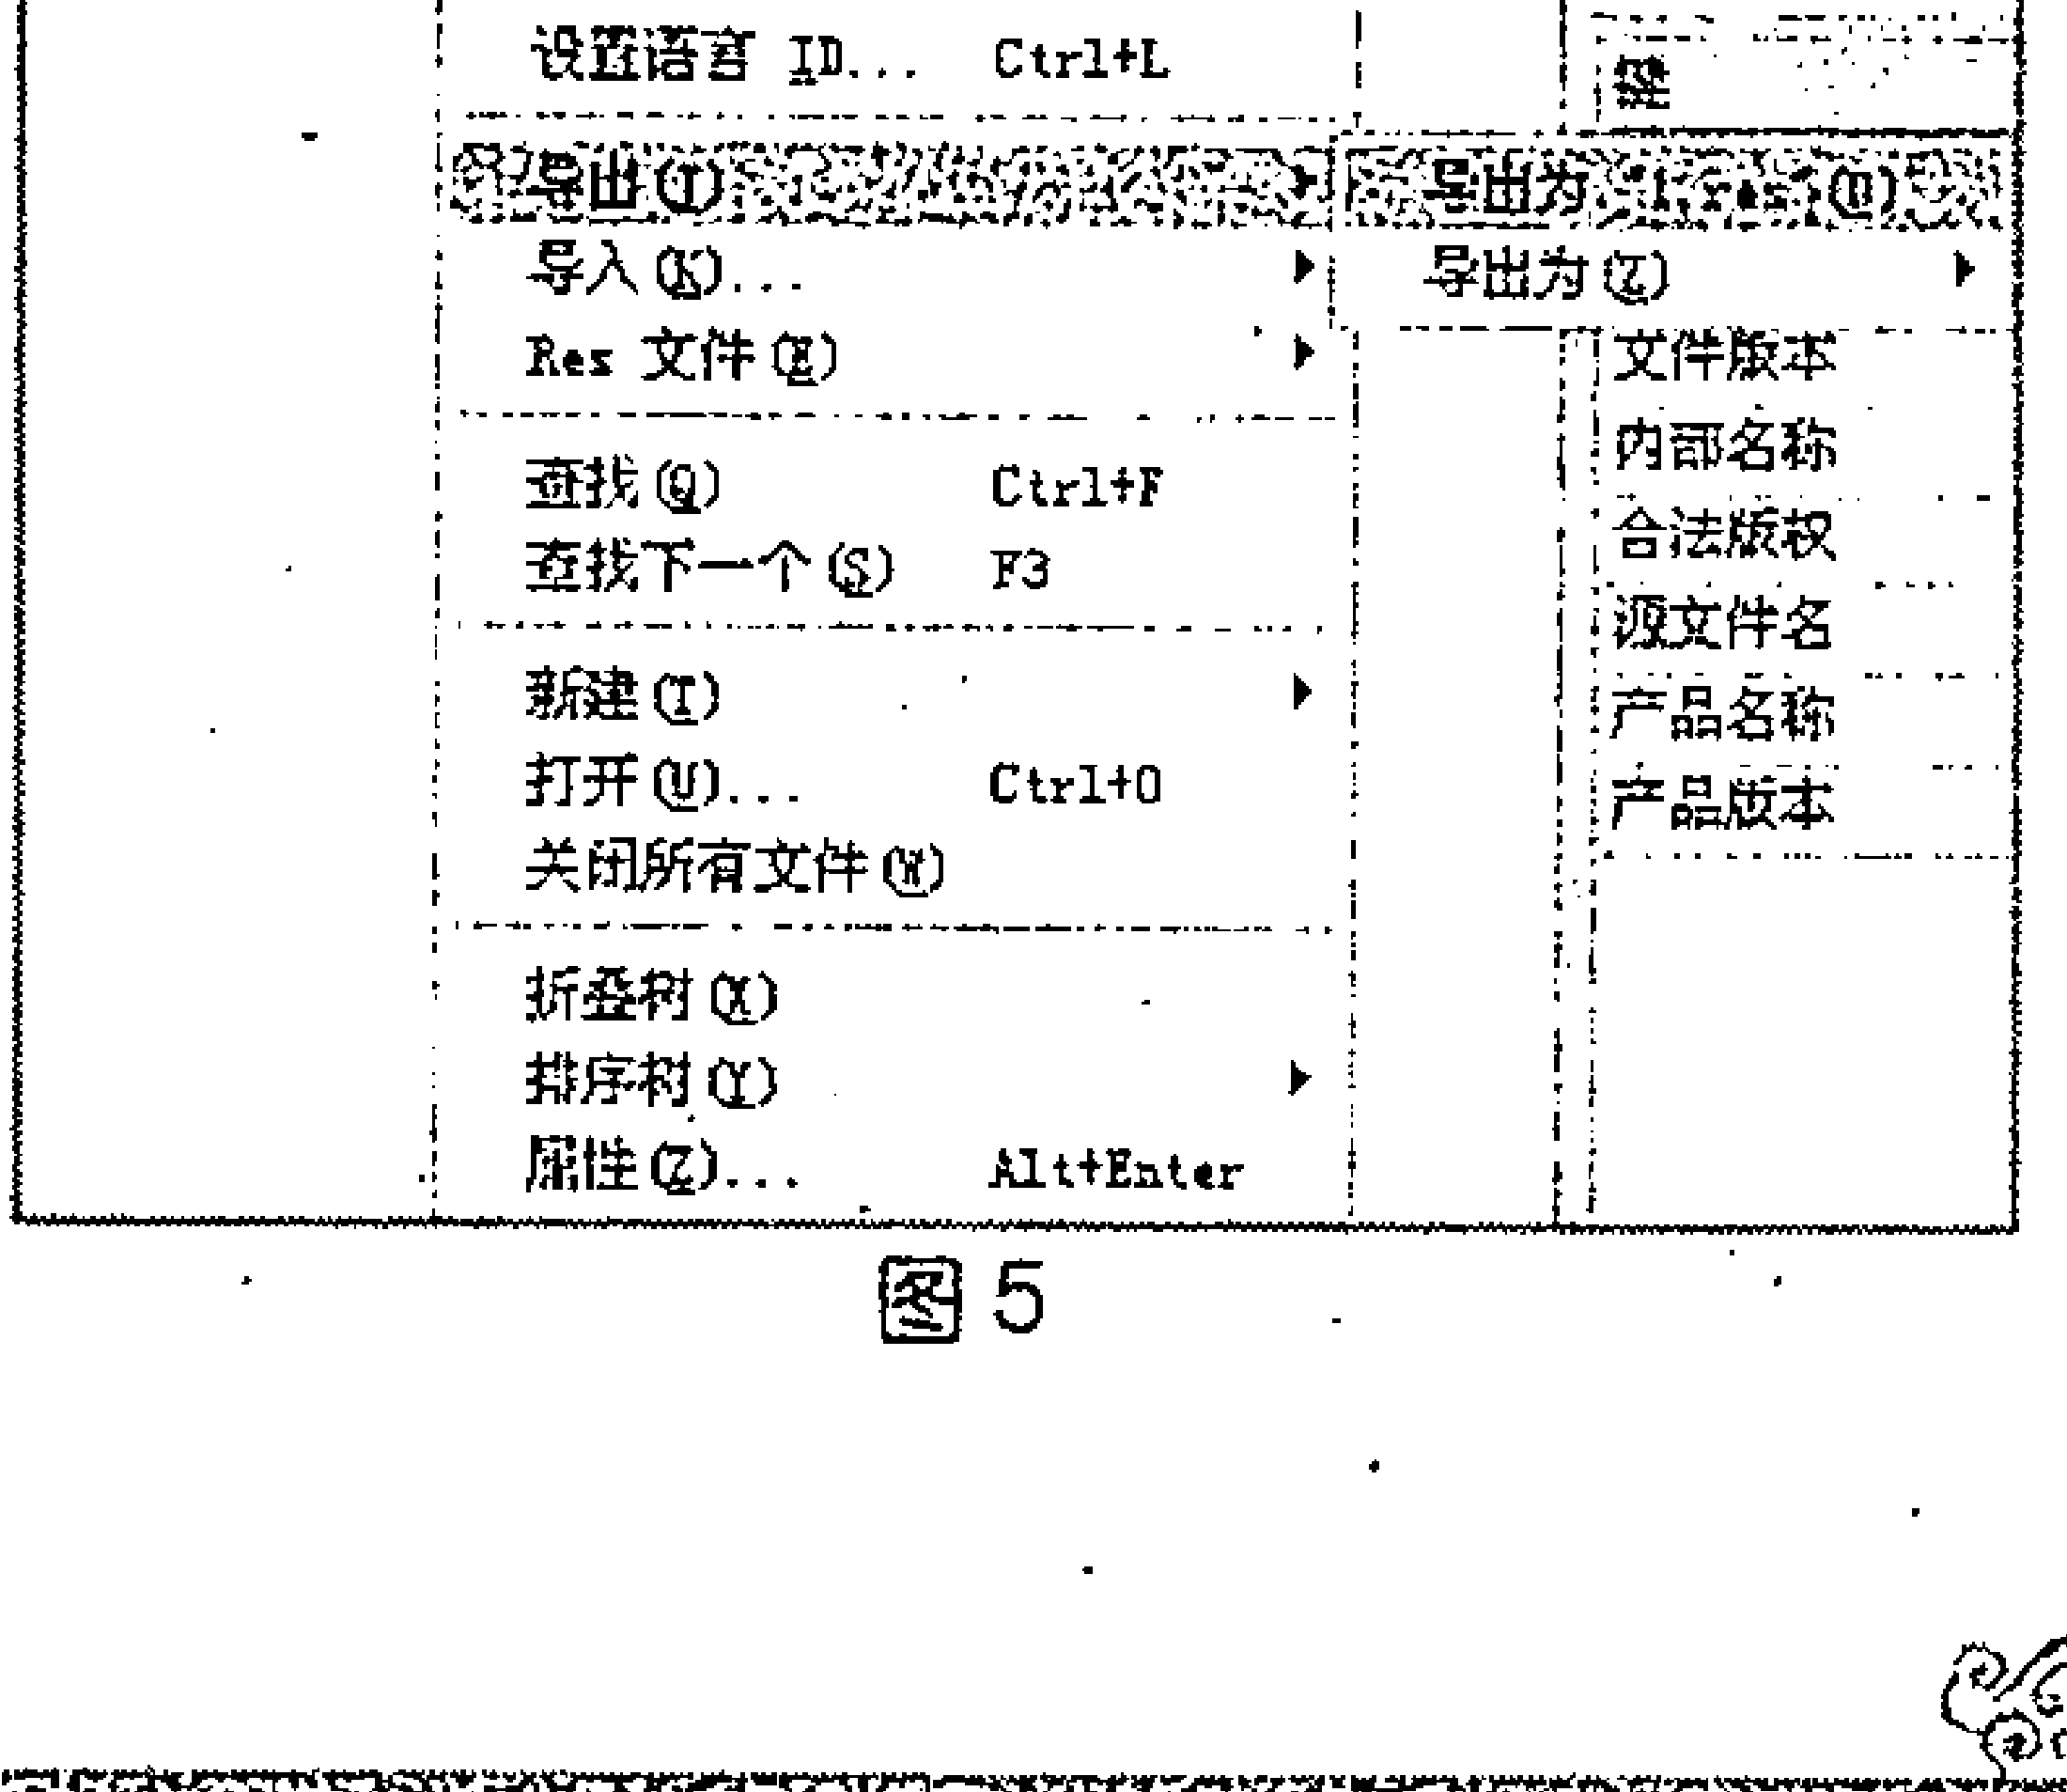 设置语言 ID... Ctrl+L
导出(I)
导出为 (U)
导入(K)...
导出为(Z)
Res 文件(E)
文件版本
内部名称
查找(Q) Ctrl+F
合法版权
查找下一个(S) F3
源文件名
新建(T)
产品名称
打开(U)... Ctrl+O
产品版本
关闭所有文件(W)
折叠树(X)
排序树(Y)
属性(Z)... Alt+Enter
图 5